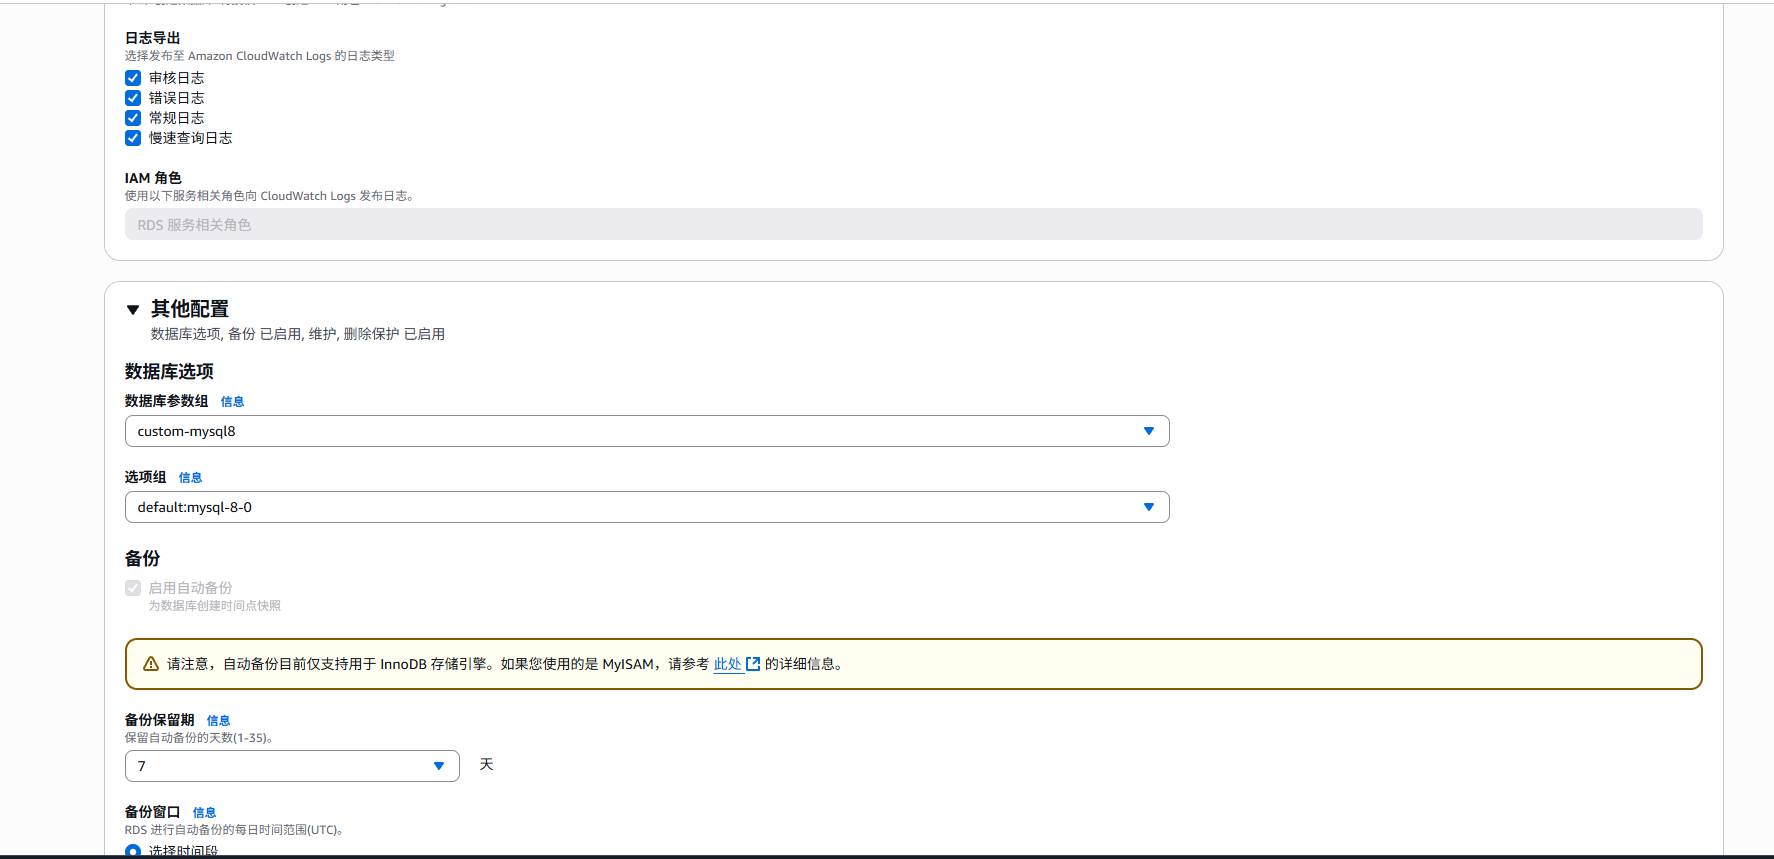 日志导出
选择发布至 Amazon CloudWatch Logs 的日志类型
审核日志
错误日志
常规日志
慢速查询日志
IAM 角色
使用以下服务相关角色向 CloudWatch Logs 发布日志。
RDS 服务相关角色
其他配置
数据库选项, 备份 已启用, 维护, 删除保护 已启用
数据库选项
数据库参数组 信息
custom-mysql8
选项组 信息
default:mysql-8-0
备份
启用自动备份
为数据库创建时间点快照
请注意，自动备份目前仅支持用于 InnoDB 存储引擎。如果您使用的是 MyISAM，请参考 此处 的详细信息。
备份保留期 信息
保留自动备份的天数(1-35)。
7 天
备份窗口 信息
RDS 进行自动备份的每日时间范围(UTC)。
选择时间段